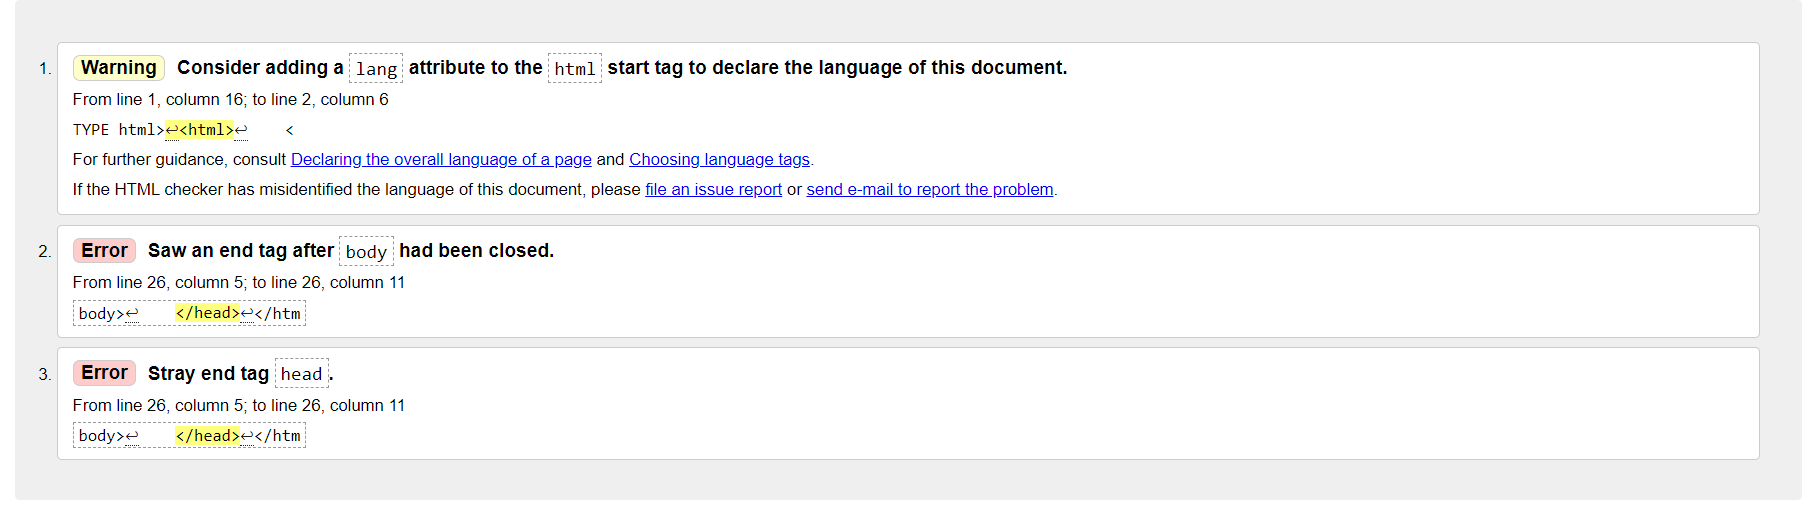 1. Warning Consider adding a lang attribute to the html start tag to declare the language of this document.
From line 1, column 16; to line 2, column 6
TYPE html>↩<html>↩    <
For further guidance, consult Declaring the overall language of a page and Choosing language tags.
If the HTML checker has misidentified the language of this document, please file an issue report or send e-mail to report the problem.
2. Error Saw an end tag after body had been closed.
From line 26, column 5; to line 26, column 11
body>↩    </head>↩</htm
3. Error Stray end tag head.
From line 26, column 5; to line 26, column 11
body>↩    </head>↩</htm